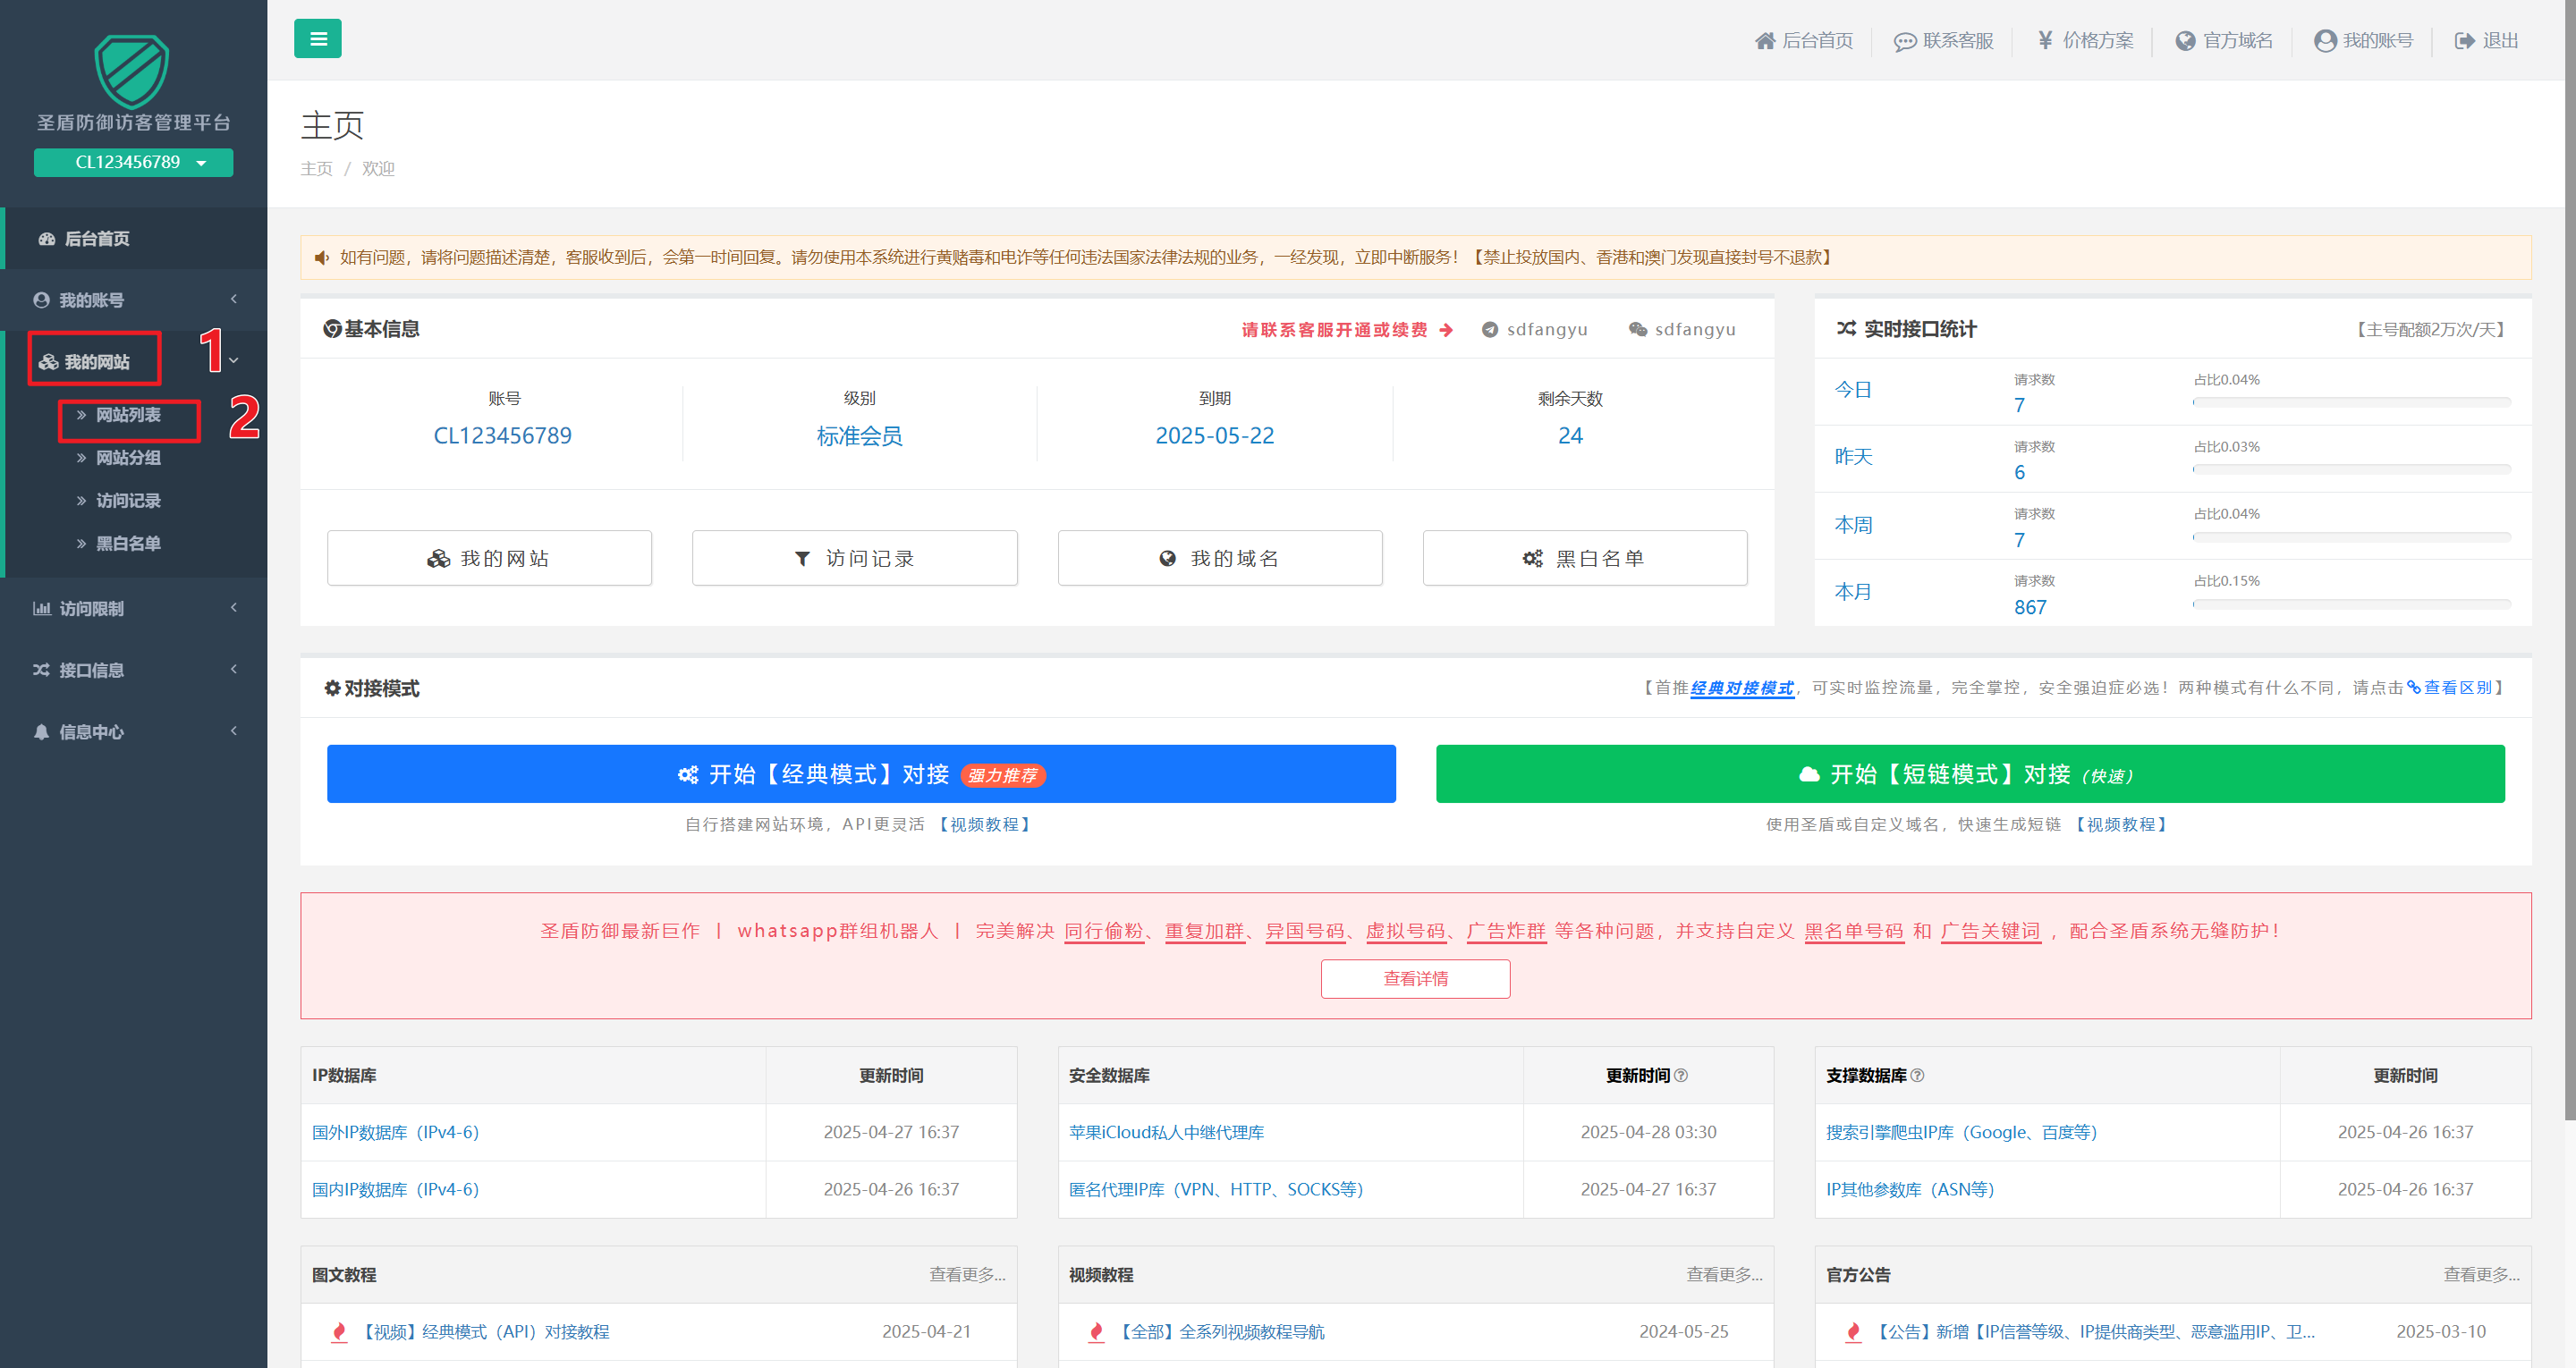 圣盾防御访客管理平台
CL123456789
后台首页
我的账号
我的网站
1
网站列表
2
网站分组
访问记录
黑白名单
访问限制
接口信息
信息中心
后台首页
联系客服
价格方案
官方域名
我的账号
退出
主页
主页 / 欢迎
如有问题，请将问题描述清楚，客服收到后，会第一时间回复。请勿使用本系统进行黄赌毒和电诈等任何违法国家法律法规的业务，一经发现，立即中断服务！【禁止投放国内、香港和澳门发现直接封号不退款】
基本信息
请联系客服开通或续费
sdfangyu
sdfangyu
账号
CL123456789
级别
标准会员
到期
2025-05-22
剩余天数
24
我的网站
访问记录
我的域名
黑白名单
实时接口统计
【主号配额2万次/天】
今日
请求数
7
占比0.04%
昨天
请求数
6
占比0.03%
本周
请求数
7
占比0.04%
本月
请求数
867
占比0.15%
对接模式
【首推经典对接模式，可实时监控流量，完全掌控，安全强迫症必选！两种模式有什么不同，请点击查看区别】
开始【经典模式】对接 强力推荐
自行搭建网站环境，API更灵活 【视频教程】
开始【短链模式】对接 (快速)
使用圣盾或自定义域名，快速生成短链 【视频教程】
圣盾防御最新巨作 | whatsapp群组机器人 | 完美解决 同行偷粉、重复加群、异国号码、虚拟号码、广告炸群 等各种问题，并支持自定义 黑名单号码 和 广告关键词 ，配合圣盾系统无缝防护！
查看详情
IP数据库 更新时间
国外IP数据库（IPv4-6） 2025-04-27 16:37
国内IP数据库（IPv4-6） 2025-04-26 16:37
安全数据库 更新时间
苹果iCloud私人中继代理库 2025-04-28 03:30
匿名代理IP库（VPN、HTTP、SOCKS等） 2025-04-27 16:37
支撑数据库 更新时间
搜索引擎爬虫IP库（Google、百度等） 2025-04-26 16:37
IP其他参数库（ASN等） 2025-04-26 16:37
图文教程 查看更多...
【视频】经典模式（API）对接教程 2025-04-21
视频教程 查看更多...
【全部】全系列视频教程导航 2024-05-25
官方公告 查看更多...
【公告】新增【IP信誉等级、IP提供商类型、恶意滥用IP、卫... 2025-03-10